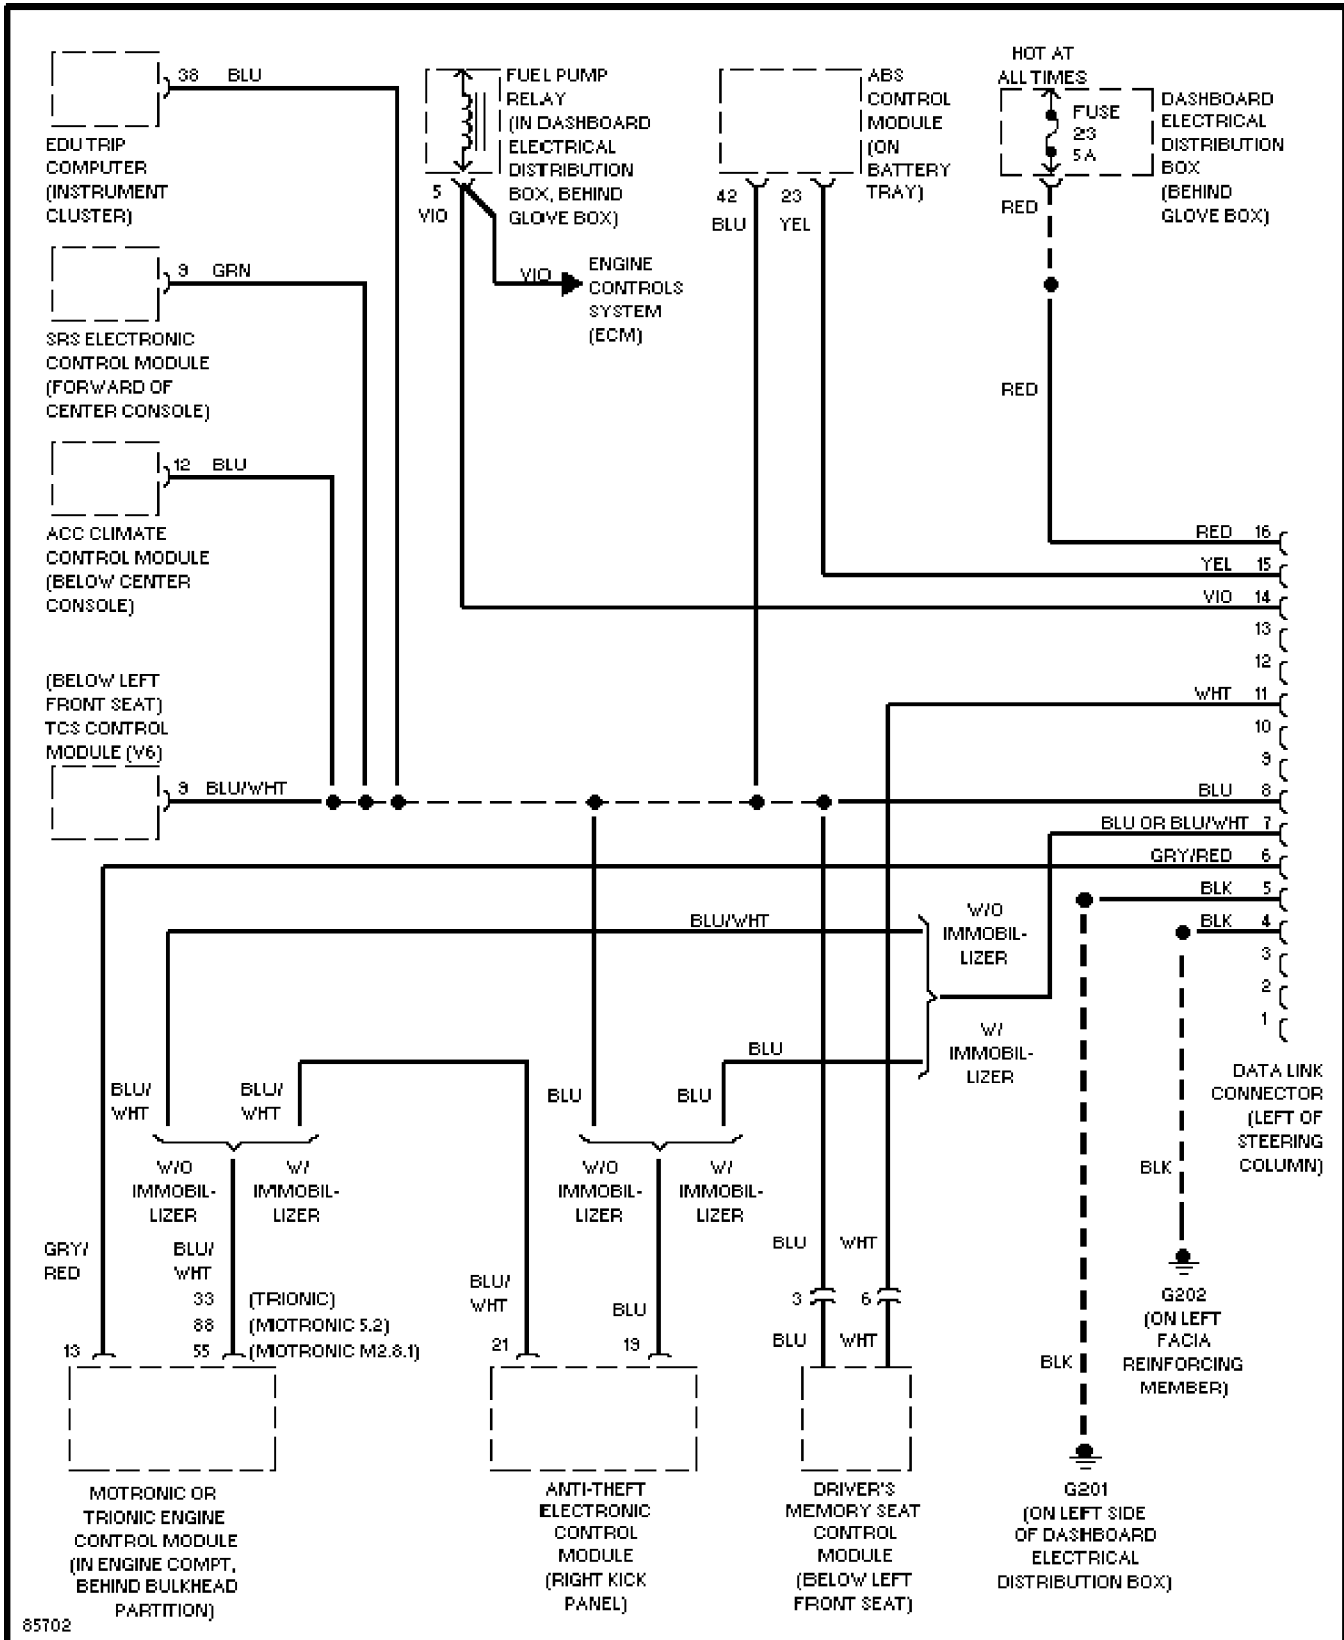 38 BLU
EDU TRIP
COMPUTER
(INSTRUMENT
CLUSTER)
9 GRN
SRS ELECTRONIC
CONTROL MODULE
(FORWARD OF
CENTER CONSOLE)
12 BLU
ACC CLIMATE
CONTROL MODULE
(BELOW CENTER
CONSOLE)
(BELOW LEFT
FRONT SEAT)
TCS CONTROL
MODULE (V6)
9 BLU/WHT
FUEL PUMP
RELAY
(IN DASHBOARD
ELECTRICAL
DISTRIBUTION
BOX, BEHIND
GLOVE BOX)
5
VIO
VIO
ENGINE
CONTROLS
SYSTEM
(ECM)
ABS
CONTROL
MODULE
(ON
BATTERY
TRAY)
42 23
BLU YEL
HOT AT
ALL TIMES
FUSE
23
5A
DASHBOARD
ELECTRICAL
DISTRIBUTION
BOX
(BEHIND
GLOVE BOX)
RED
RED
RED 16
YEL 15
VIO 14
13
12
WHT 11
10
9
BLU 8
BLU OR BLU/WHT 7
GRY/RED 6
BLK 5
BLK 4
3
2
1
DATA LINK
CONNECTOR
(LEFT OF
STEERING
COLUMN)
BLU/WHT
W/O
IMMOBIL-
LIZER
W/
IMMOBIL-
LIZER
BLU
BLU/
WHT
BLU/
WHT
BLU
BLU
W/O
IMMOBIL-
LIZER
W/
IMMOBIL-
LIZER
W/O
IMMOBIL-
LIZER
W/
IMMOBIL-
LIZER
GRY/
RED
BLU/
WHT
33 (TRIONIC)
88 (MOTRONIC 5.2)
55 (MOTRONIC M2.8.1)
13
BLU/
WHT
21
BLU
19
BLU WHT
3 6
BLU WHT
BLK
G202
(ON LEFT
FACIA
REINFORCING
MEMBER)
BLK
G201
(ON LEFT SIDE
OF DASHBOARD
ELECTRICAL
DISTRIBUTION BOX)
MOTRONIC OR
TRIONIC ENGINE
CONTROL MODULE
(IN ENGINE COMPT,
BEHIND BULKHEAD
PARTITION)
ANTI-THEFT
ELECTRONIC
CONTROL
MODULE
(RIGHT KICK
PANEL)
DRIVER'S
MEMORY SEAT
CONTROL
MODULE
(BELOW LEFT
FRONT SEAT)
85702